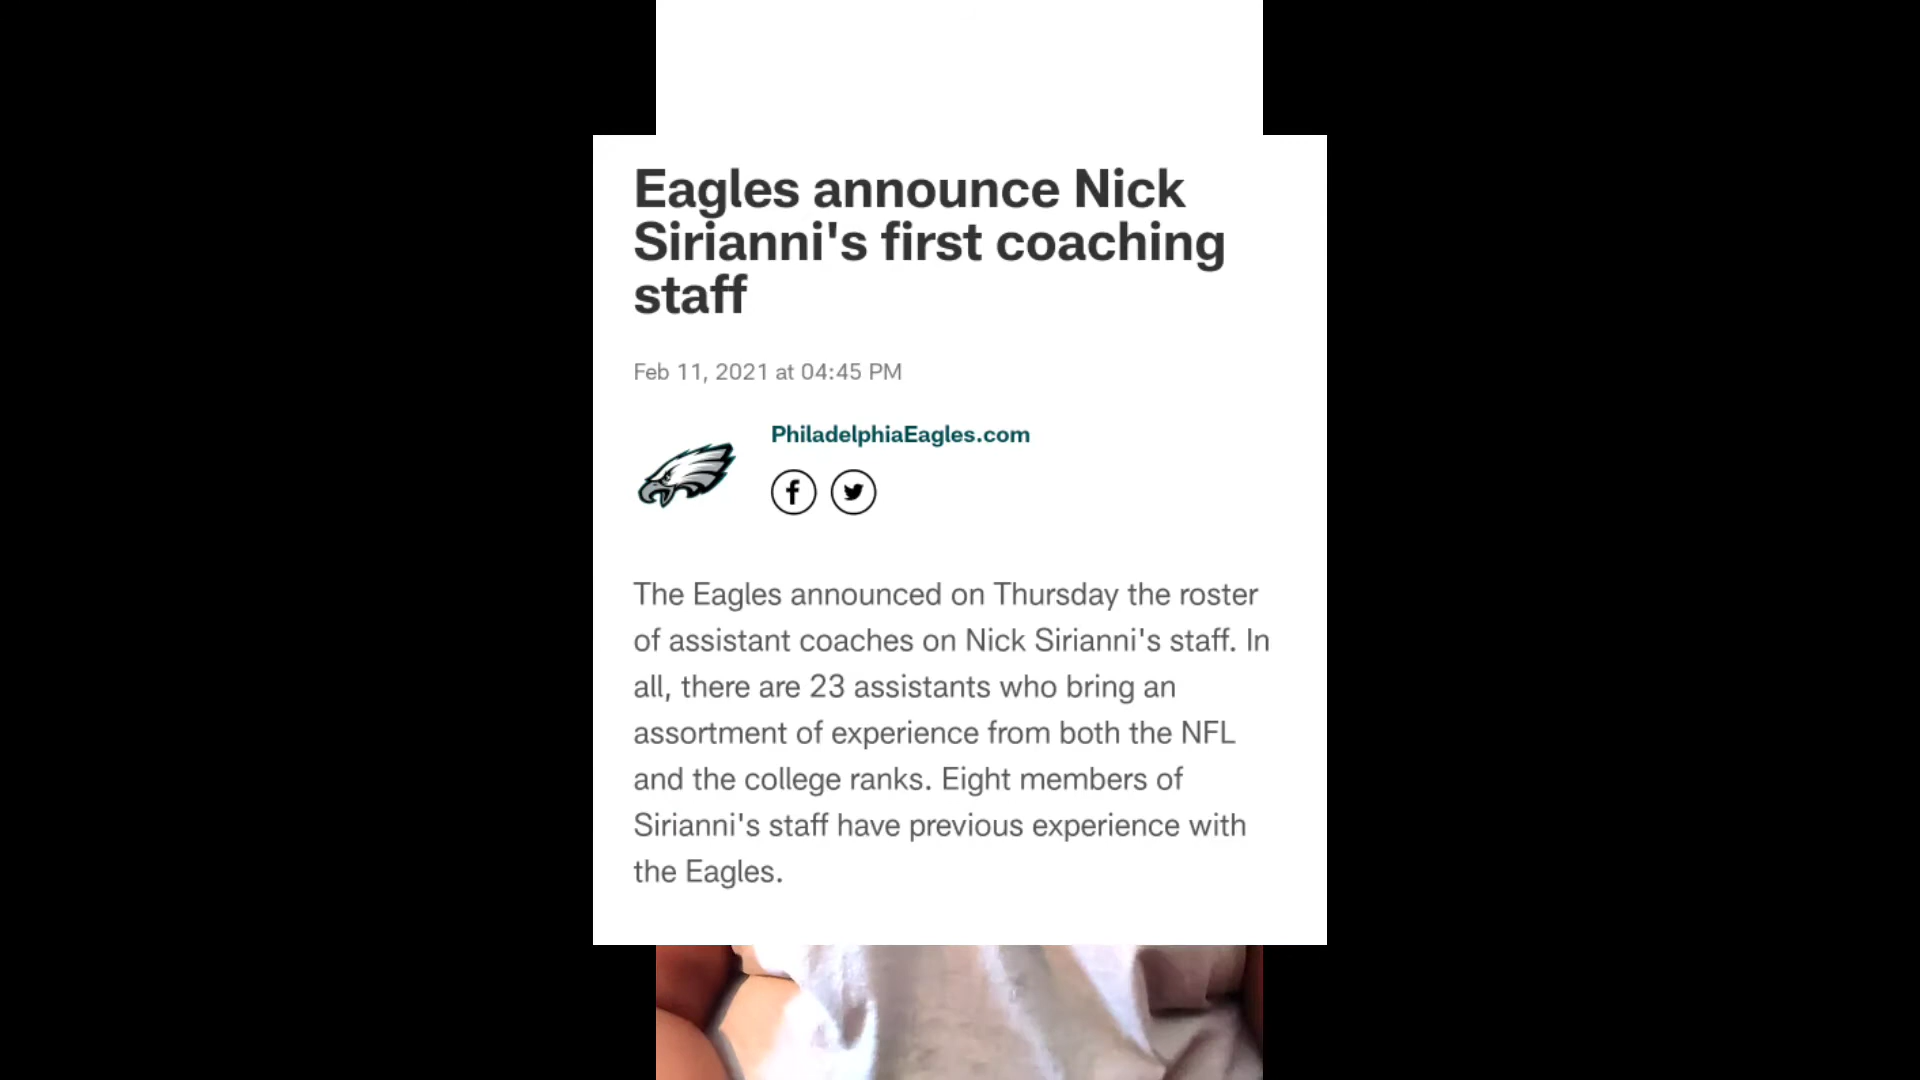 Eagles announce Nick
Sirianni's first coaching
staff
Feb 11, 2021 at 04:45 PM
PhiladelphiaEagles.com
The Eagles announced on Thursday the roster
of assistant coaches on Nick Sirianni's staff. In
all, there are 23 assistants who bring an
assortment of experience from both the NFL
and the college ranks. Eight members of
Sirianni's staff have previous experience with
the Eagles.